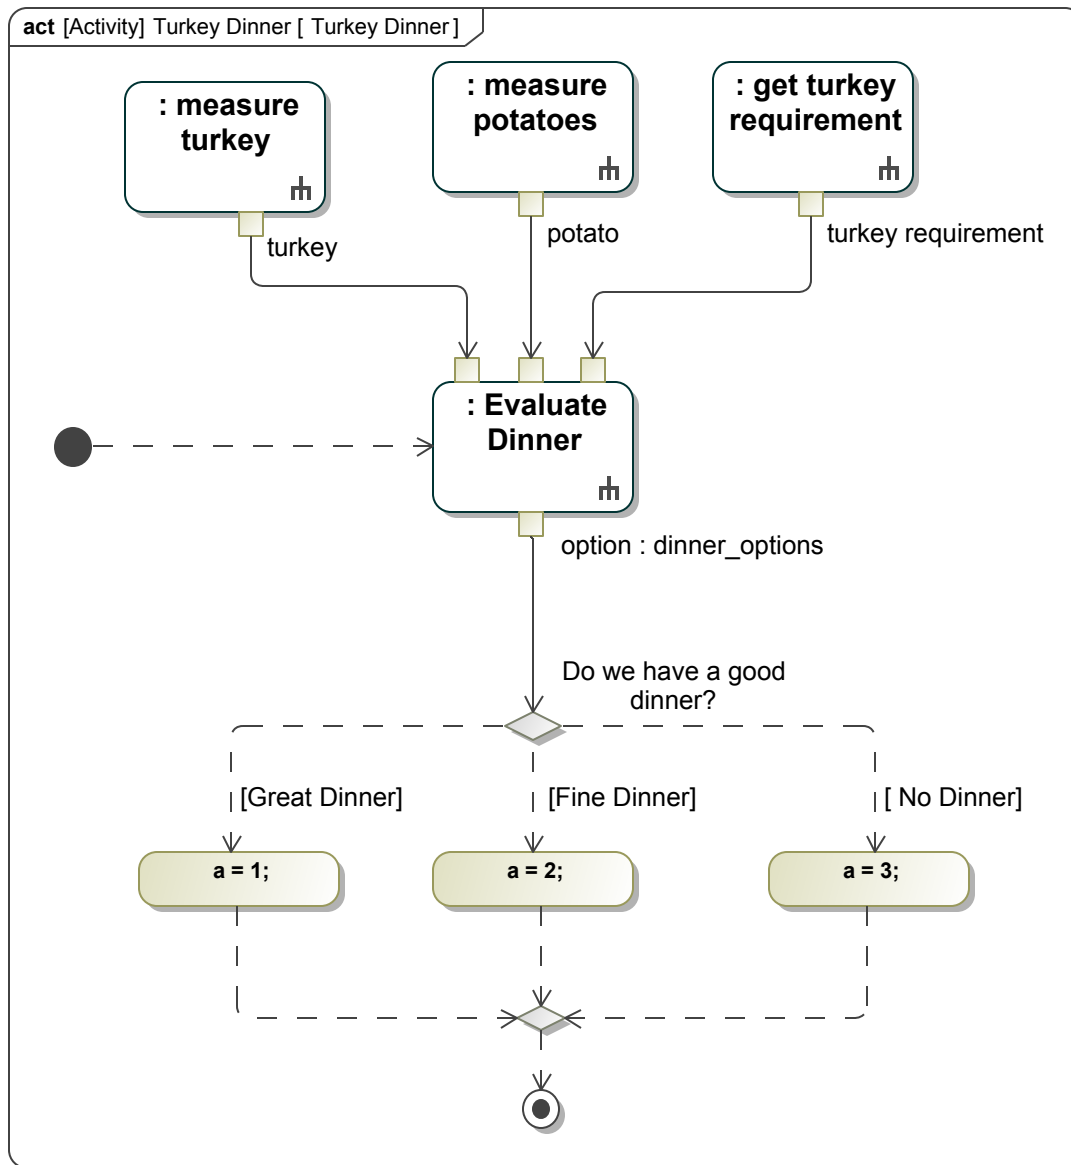 act [Activity] Turkey Dinner [ Turkey Dinner ]
: measure
turkey
: measure
potatoes
: get turkey
requirement
turkey
potato
turkey requirement
: Evaluate
Dinner
option : dinner_options
Do we have a good
dinner?
[Great Dinner]
[Fine Dinner]
[ No Dinner]
a = 1;
a = 2;
a = 3;